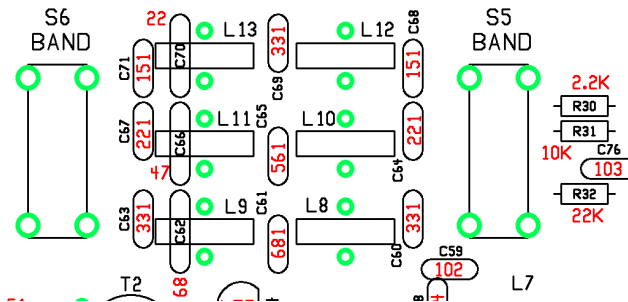 S6
BAND
22
C71
151
C70
L13
331
C69
L12
C68
151
S5
BAND
2.2K
R30
R31
10K
C76
103
R32
22K
C67
221
C66
47
L11
C65
561
L10
C64
221
C63
331
C62
68
L9
C61
681
L8
C60
331
C59
102
L7
T2